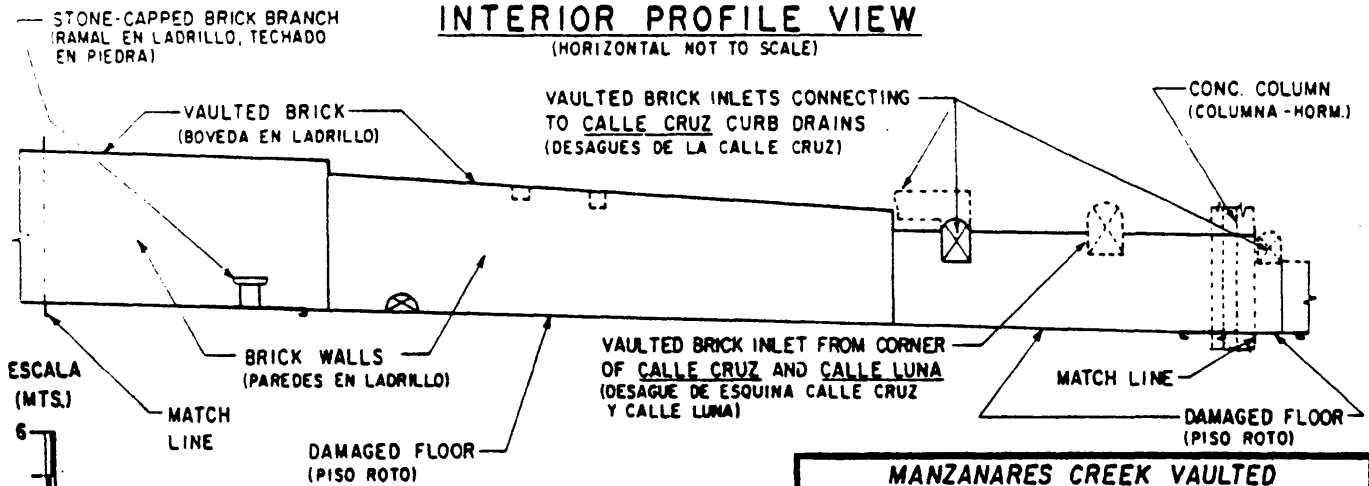 INTERIOR PROFILE VIEW
(HORIZONTAL NOT TO SCALE)
STONE-CAPPED BRICK BRANCH
(RAMAL EN LADRILLO, TECHADO
EN PIEDRA)
VAULTED BRICK
(BOVEDA EN LADRILLO)
VAULTED BRICK INLETS CONNECTING
TO CALLE CRUZ CURB DRAINS
(DESAGUES DE LA CALLE CRUZ)
CONC. COLUMN
(COLUMNA-HORM.)
BRICK WALLS
(PAREDES EN LADRILLO)
VAULTED BRICK INLET FROM CORNER
OF CALLE CRUZ AND CALLE LUNA
(DESAGUE DE ESQUINA CALLE CRUZ
Y CALLE LUNA)
MATCH LINE
ESCALA
(MTS.)
6
MATCH
LINE
DAMAGED FLOOR
(PISO ROTO)
DAMAGED FLOOR
(PISO ROTO)
MANZANARES CREEK VAULTED